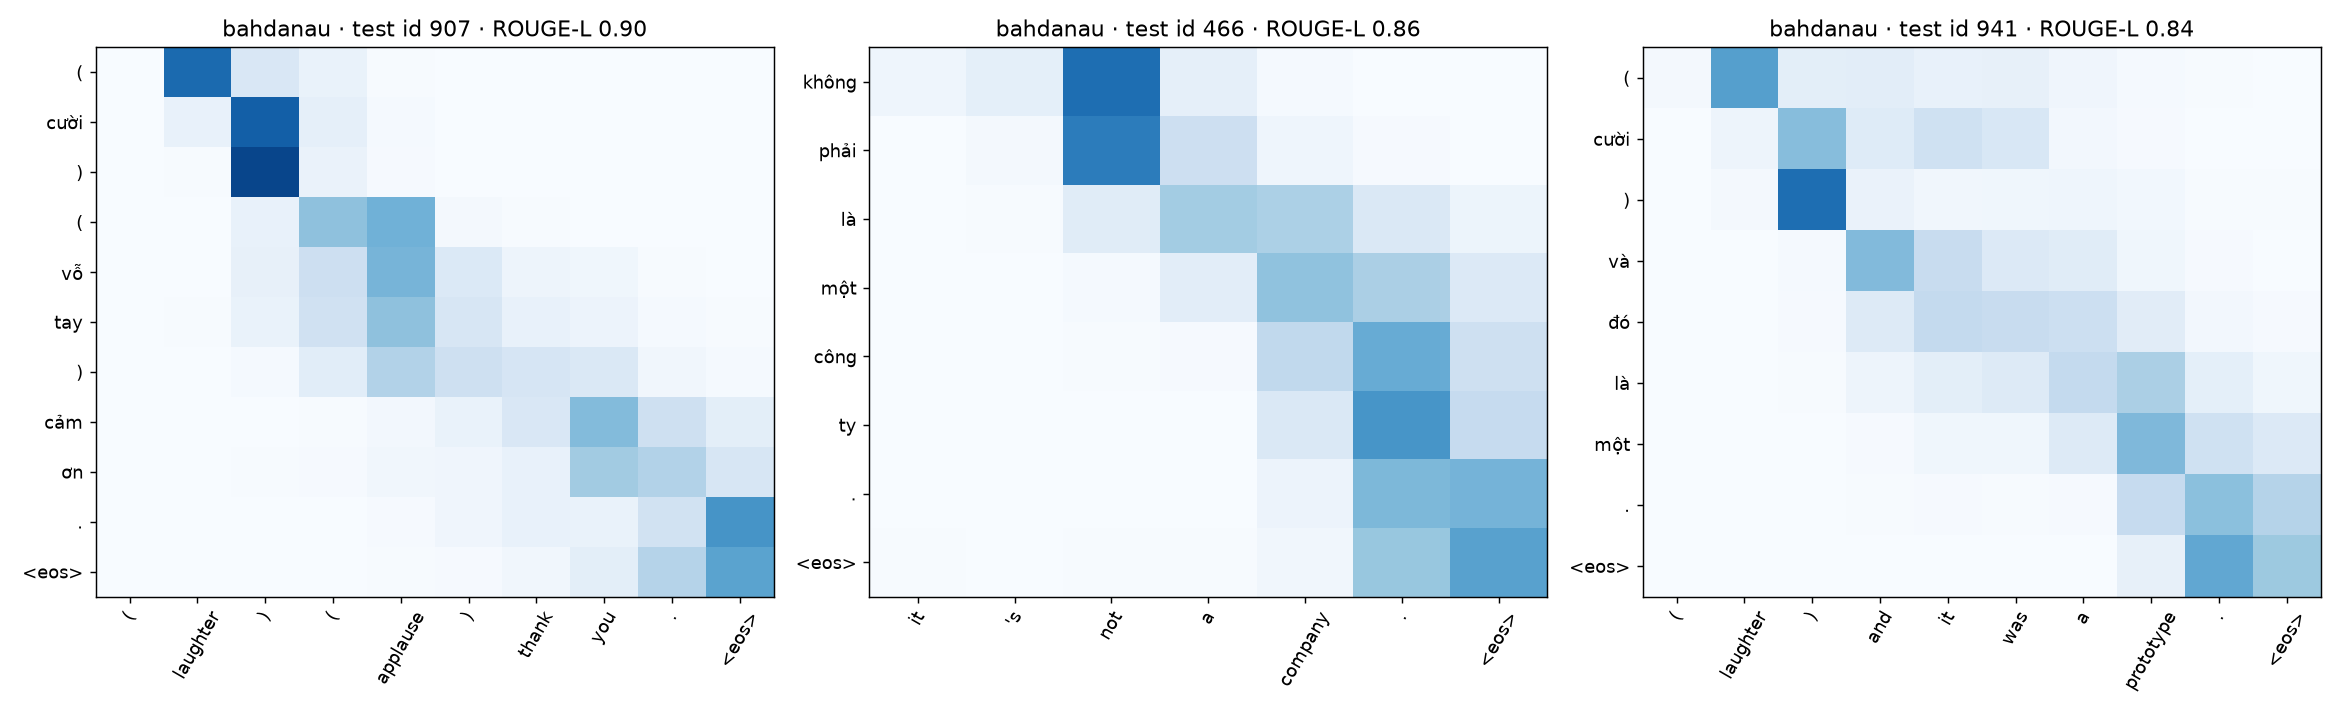 bahdanau · test id 907 · ROUGE-L 0.90
(
cười
)
(
vỗ
tay
)
cảm
ơn
.
<eos>
(
laughter
)
(
applause
)
thank
you
.
<eos>
bahdanau · test id 466 · ROUGE-L 0.86
không
phải
là
một
công
ty
.
<eos>
it
's
not
a
company
.
<eos>
bahdanau · test id 941 · ROUGE-L 0.84
(
cười
)
và
đó
là
một
.
<eos>
(
laughter
)
and
it
was
a
prototype
.
<eos>